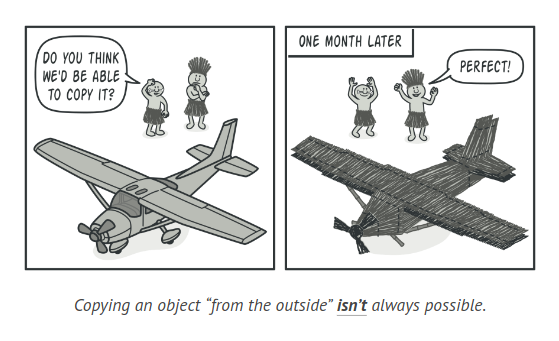 DO YOU THINK
WE'D BE ABLE
TO COPY IT?
ONE MONTH LATER
PERFECT!
Copying an object “from the outside” isn’t always possible.